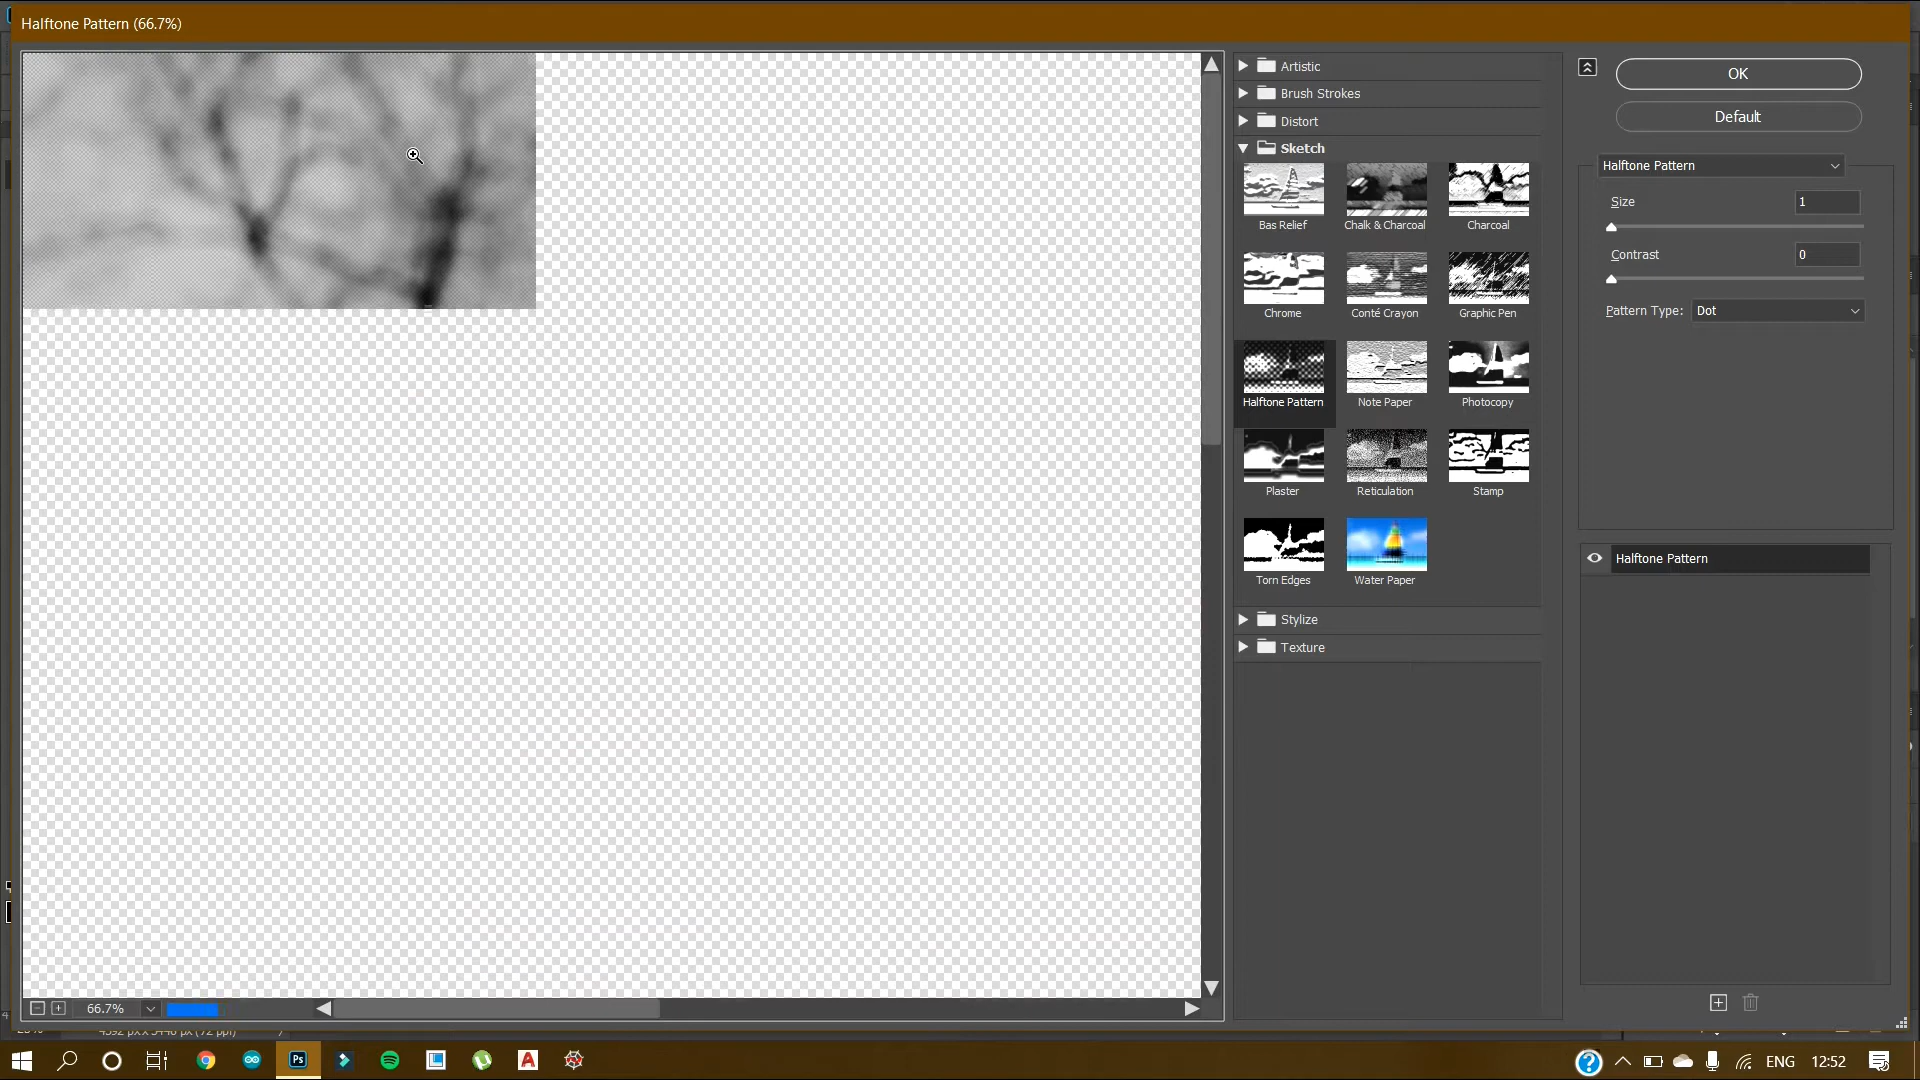 Halftone Pattern (66.7%)
Artistic
Brush Strokes
Distort
Sketch
Bas Relief
Chalk & Charcoal
Charcoal
Chrome
Conté Crayon
Graphic Pen
Halftone Pattern
Note Paper
Photocopy
Plaster
Reticulation
Stamp
Torn Edges
Water Paper
Stylize
Texture
OK
Default
Halftone Pattern
Size 1
Contrast 0
Pattern Type: Dot
Halftone Pattern
66.7%
Ps
A
ENG
12:52